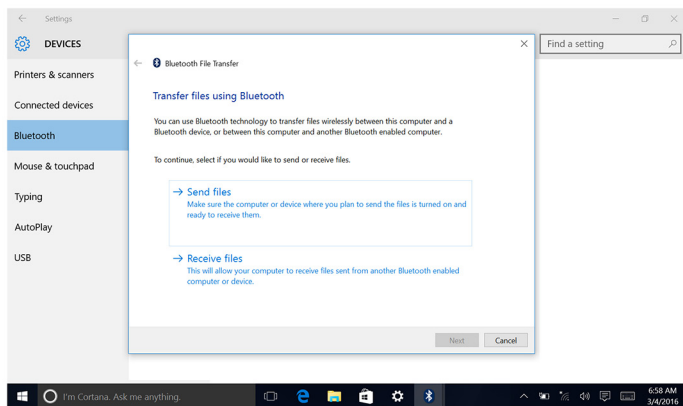 Settings
DEVICES
Find a setting
Printers & scanners
Connected devices
Bluetooth
Mouse & touchpad
Typing
AutoPlay
USB
Bluetooth File Transfer
Transfer files using Bluetooth
You can use Bluetooth technology to transfer files wirelessly between this computer and a
Bluetooth device, or between this computer and another Bluetooth enabled computer.
To continue, select if you would like to send or receive files.
Send files
Make sure the computer or device where you plan to send the files is turned on and
ready to receive them.
Receive files
This will allow your computer to receive files sent from another Bluetooth enabled
computer or device.
Next
Cancel
I'm Cortana. Ask me anything.
6:58 AM
3/4/2016